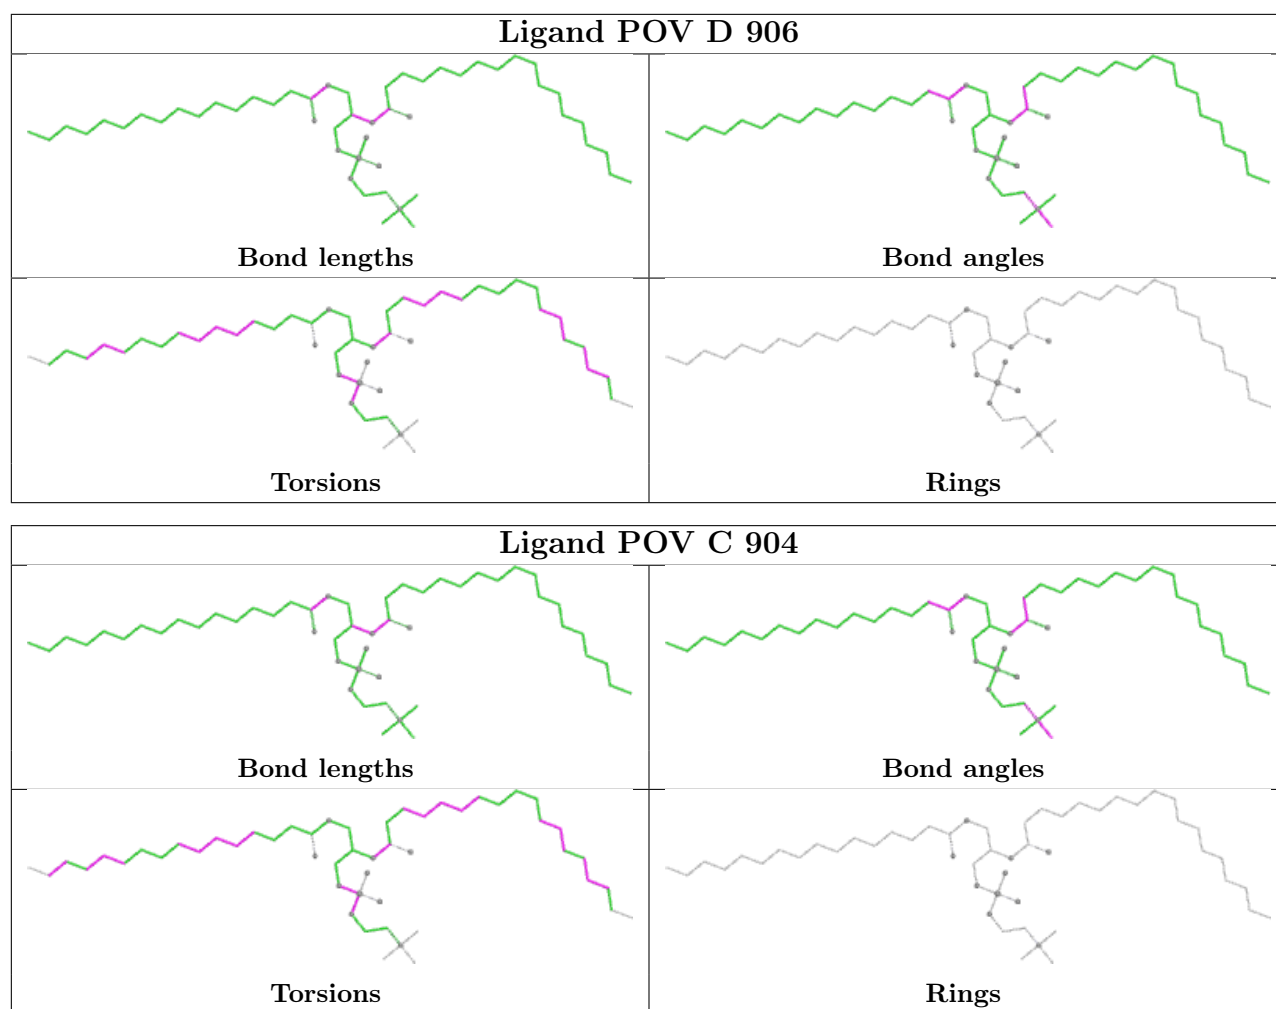 Ligand POV D 906
Bond lengths
Bond angles
Torsions
Rings
Ligand POV C 904
Bond lengths
Bond angles
Torsions
Rings